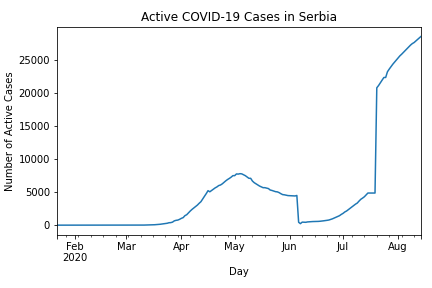 Active COVID-19 Cases in Serbia
Number of Active Cases
25000
20000
15000
10000
5000
0
Feb Mar Apr May Jun Jul Aug
2020
Day